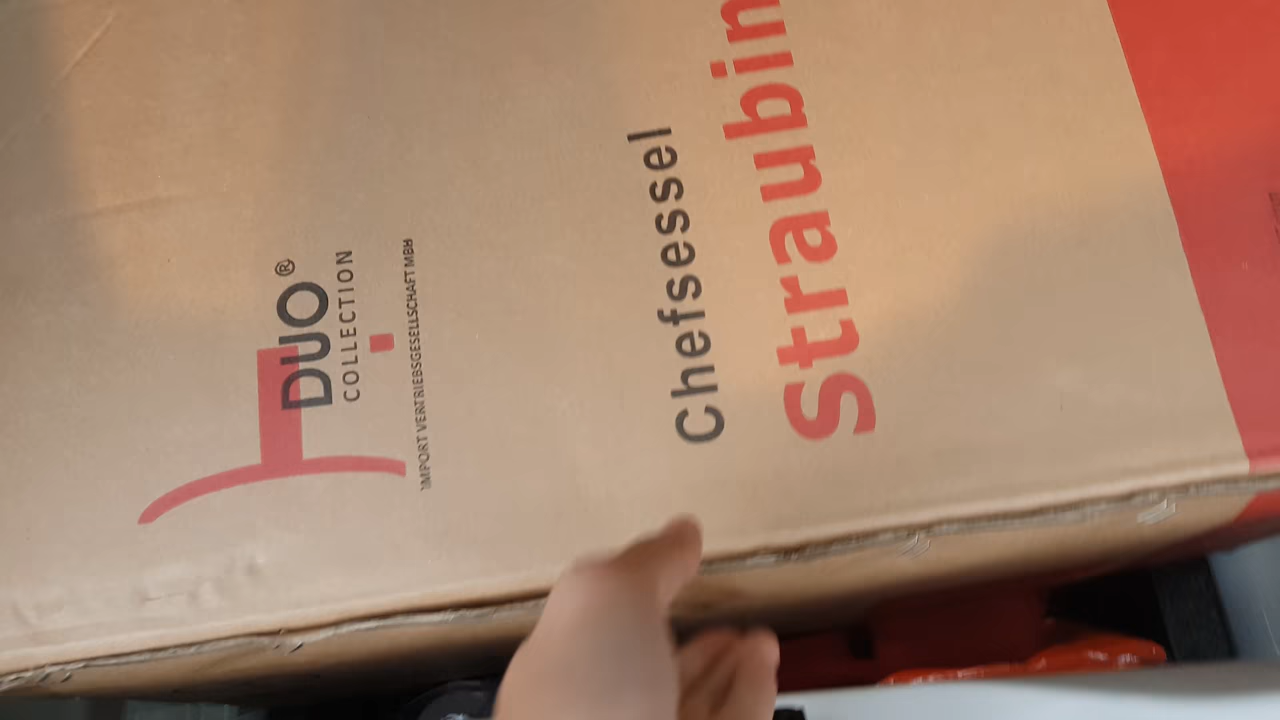 DUO®
COLLECTION
IMPORT VERTRIEBSGESELLSCHAFT MBH
Chefsessel
Straubin